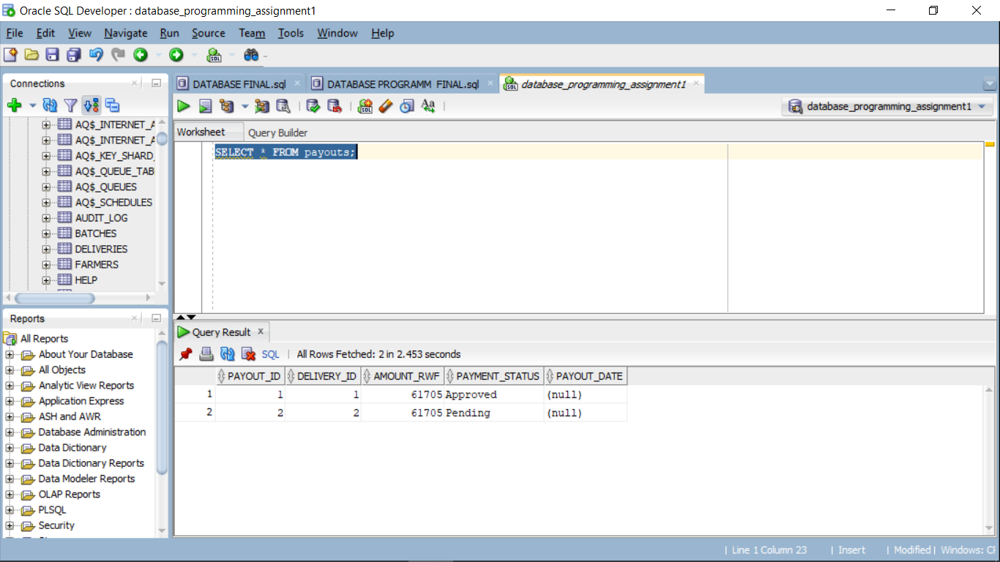 Oracle SQL Developer : database_programming_assignment1
File Edit View Navigate Run Source Team Tools Window Help
Connections
AQ$_INTERNET_A
AQ$_INTERNET_A
AQ$_KEY_SHARD_
AQ$_QUEUE_TAB
AQ$_QUEUES
AQ$_SCHEDULES
AUDIT_LOG
BATCHES
DELIVERIES
FARMERS
HELP
Reports
All Reports
About Your Database
All Objects
Analytic View Reports
Application Express
ASH and AWR
Database Administration
Data Dictionary
Data Dictionary Reports
Data Modeler Reports
OLAP Reports
PLSQL
Security
DATABASE FINAL.sql DATABASE PROGRAMM FINAL.sql database_programming_assignment1
database_programming_assignment1
Worksheet Query Builder
SELECT * FROM payouts;
Query Result
SQL | All Rows Fetched: 2 in 2.453 seconds
PAYOUT_ID DELIVERY_ID AMOUNT_RWF PAYMENT_STATUS PAYOUT_DATE
1 1 1 61705 Approved (null)
2 2 2 61705 Pending (null)
| Line 1 Column 23 | Insert | Modified | Windows: CF